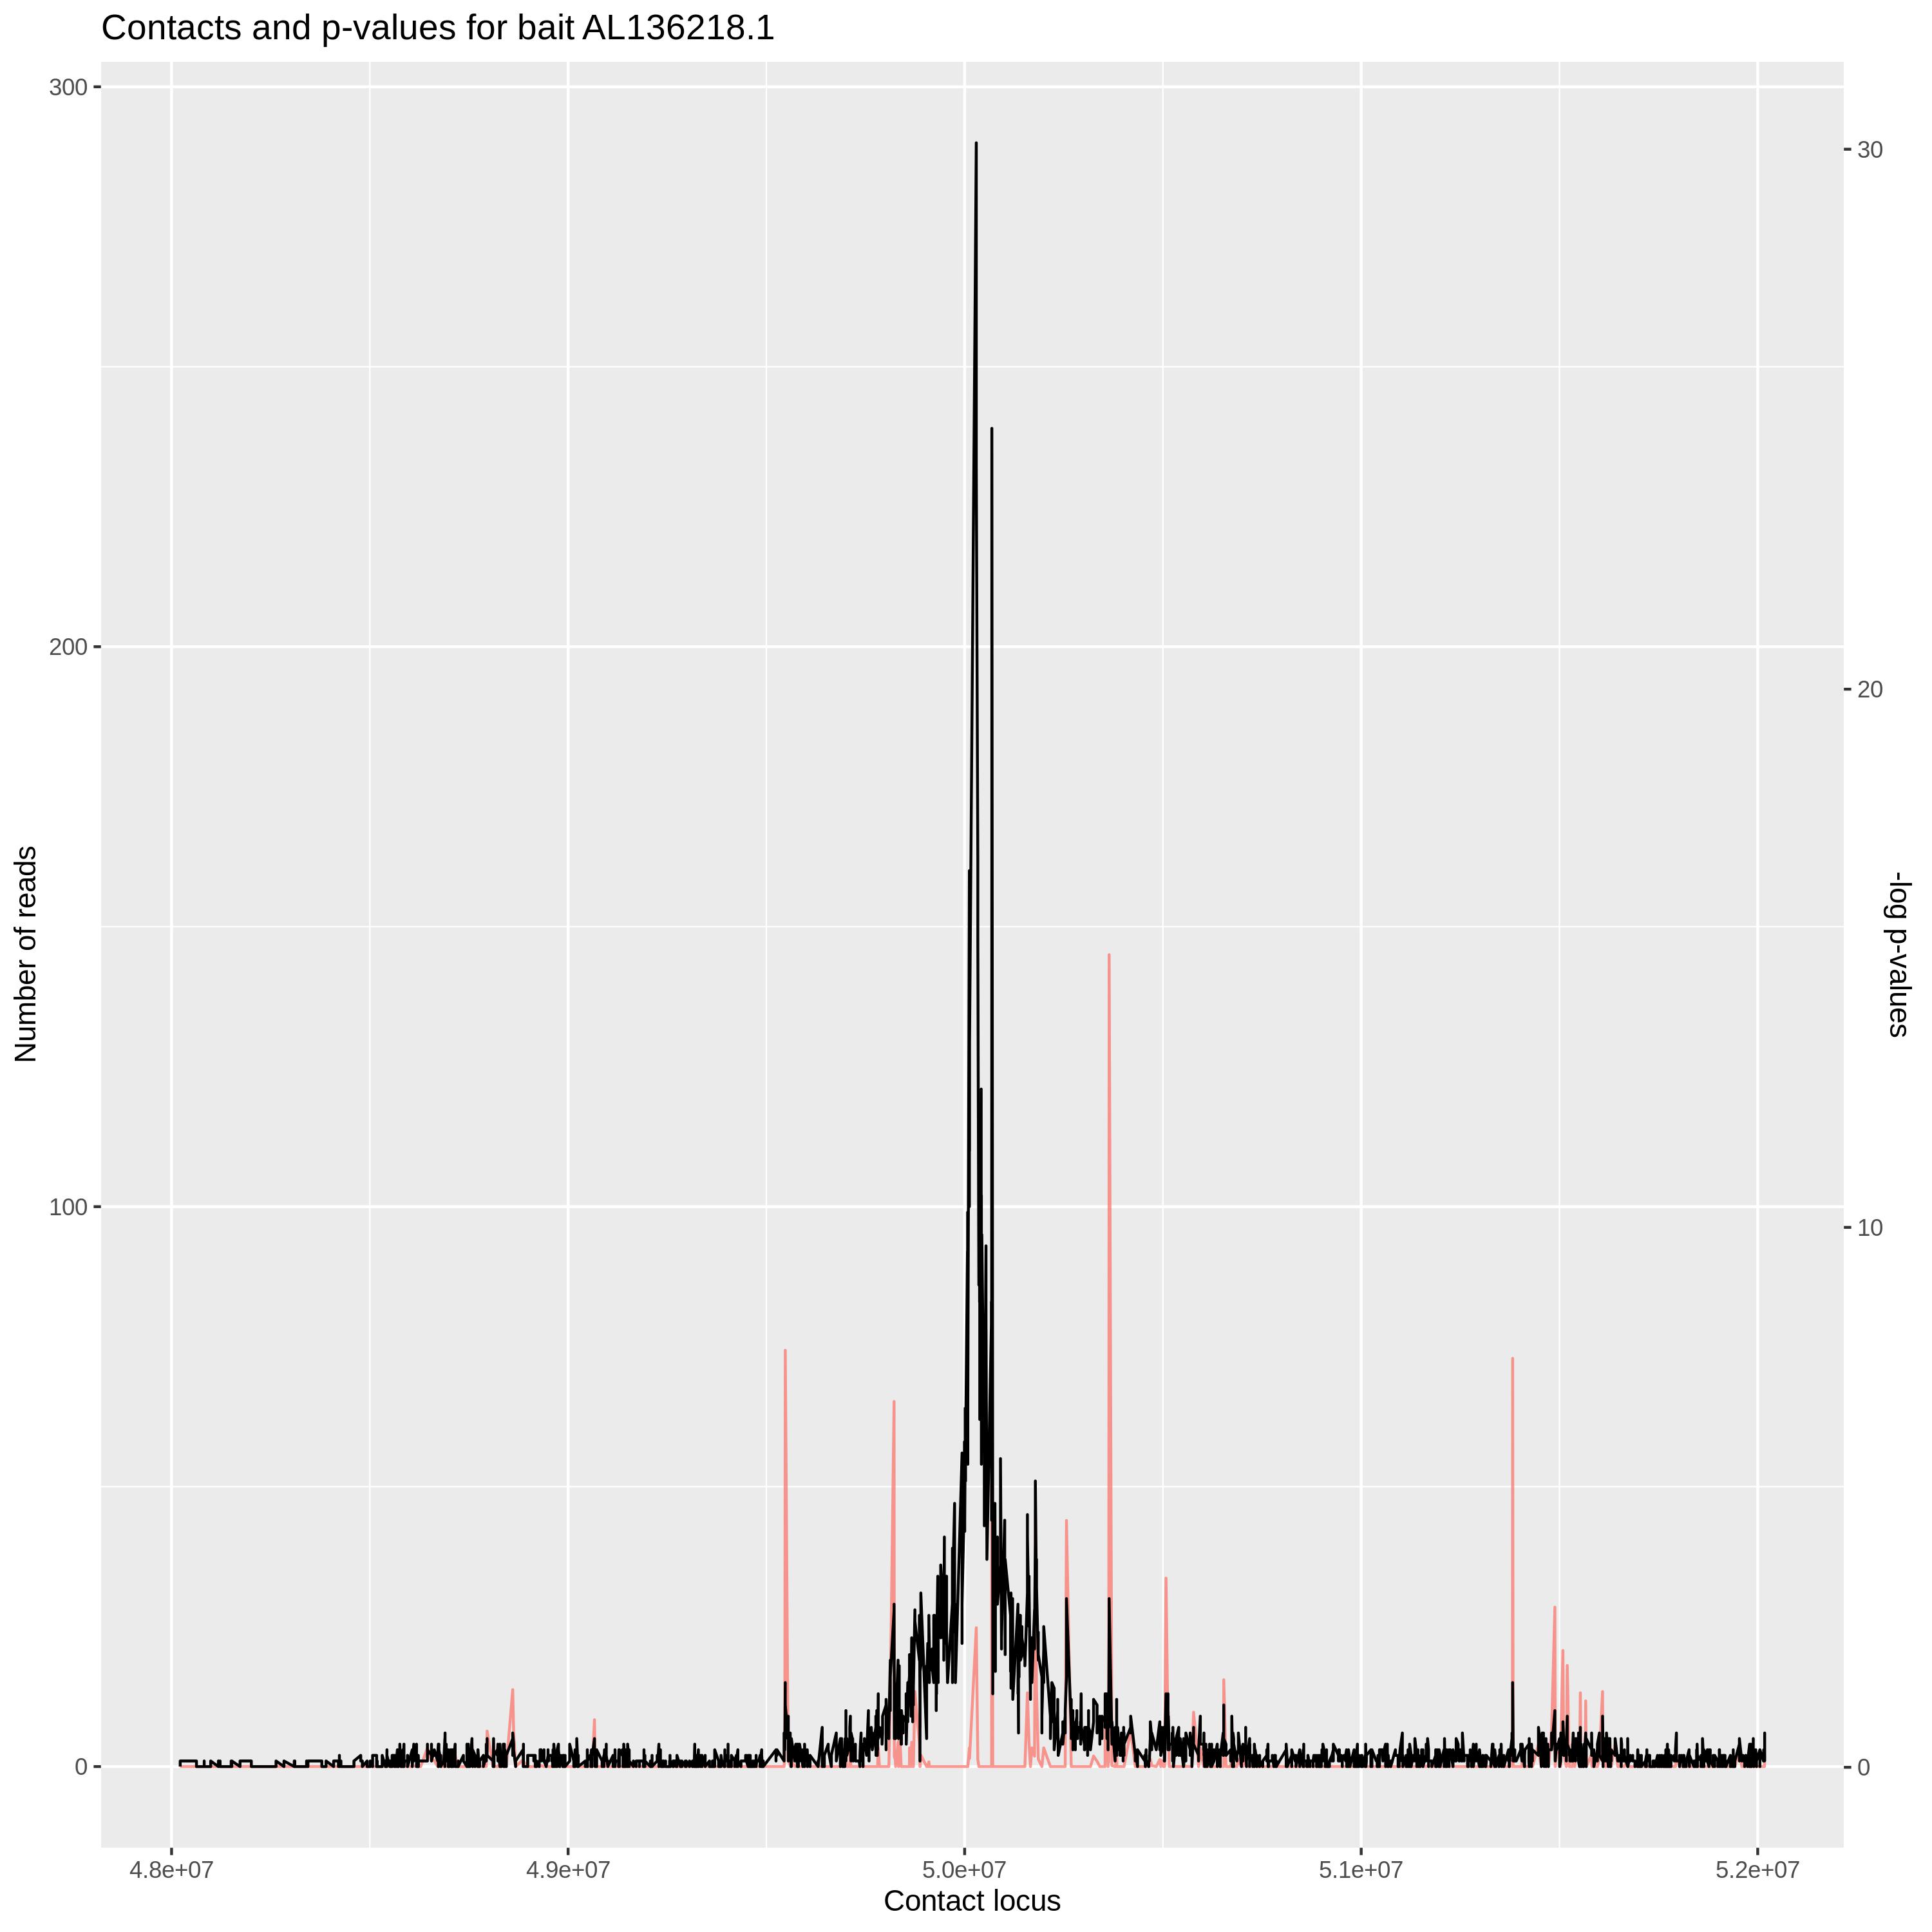 Contacts and p-values for bait AL136218.1
300
200
100
0
Number of reads
30
20
10
0
-log p-values
4.8e+07 4.9e+07 5.0e+07 5.1e+07 5.2e+07
Contact locus